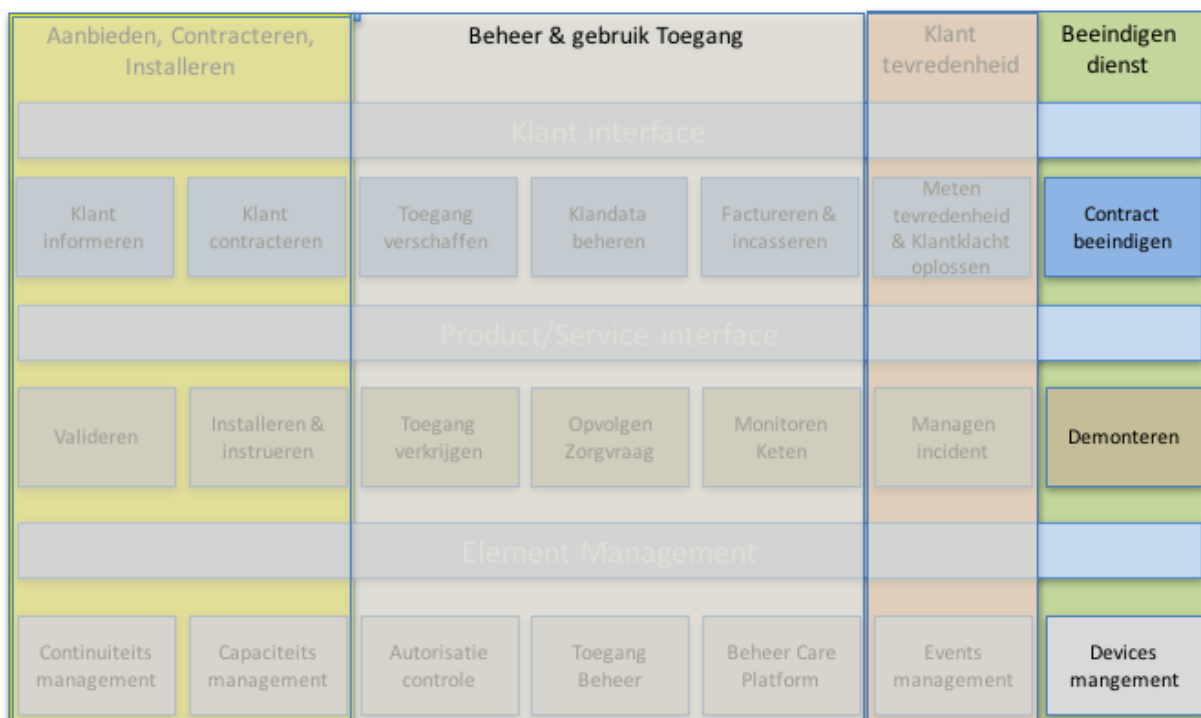 Aanbieden, Contracteren,
Installeren
Beheer & gebruik Toegang
Klant
tevredenheid
Beeindigen
dienst
Klant interface
Klant
informeren
Klant
contracteren
Toegang
verschaffen
Klandata
beheren
Factureren &
incasseren
Meten
tevredenheid
& Klantklacht
oplossen
Contract
beeindigen
Product/Service interface
Valideren
Installeren &
instrueren
Toegang
verkrijgen
Opvolgen
Zorgvraag
Monitoren
Keten
Managen
incident
Demonteren
Element Management
Continuiteits
management
Capaciteits
management
Autorisatie
controle
Toegang
Beheer
Beheer Care
Platform
Events
management
Devices
mangement